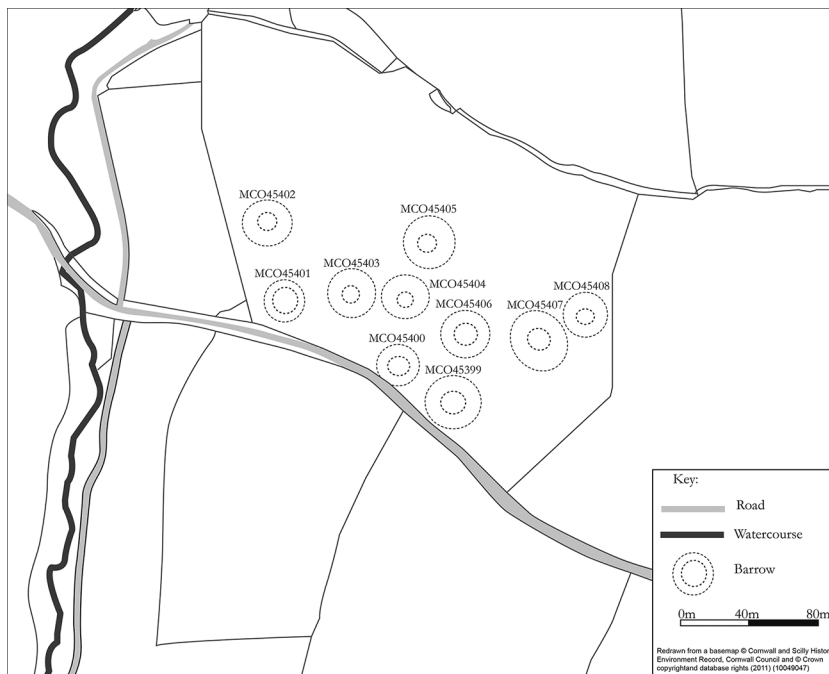 MCO45402
MCO45405
MCO45403
MCO45401
MCO45404
MCO45408
MCO45406
MCO45407
MCO45400
MCO45399
Key:
Road
Watercourse
Barrow
0m 40m 80m
Redrawn from a basemap © Cornwall and Scilly Histor
Environment Record, Cornwall Council and © Crown
copyrightand database rights (2011) (10049047)